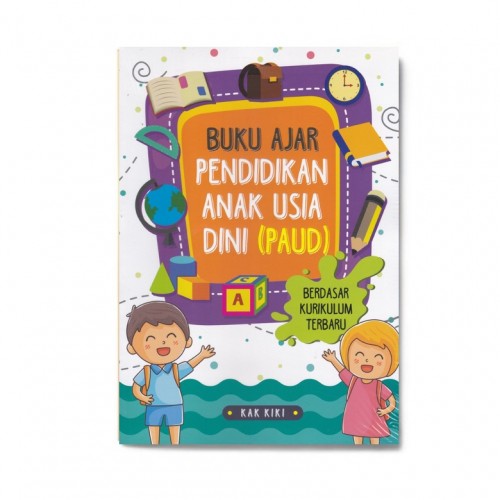 BUKU AJAR
PENDIDIKAN
ANAK USIA
DINI (PAUD)
BERDASAR
KURIKULUM
TERBARU
A
B
KAK KIKI